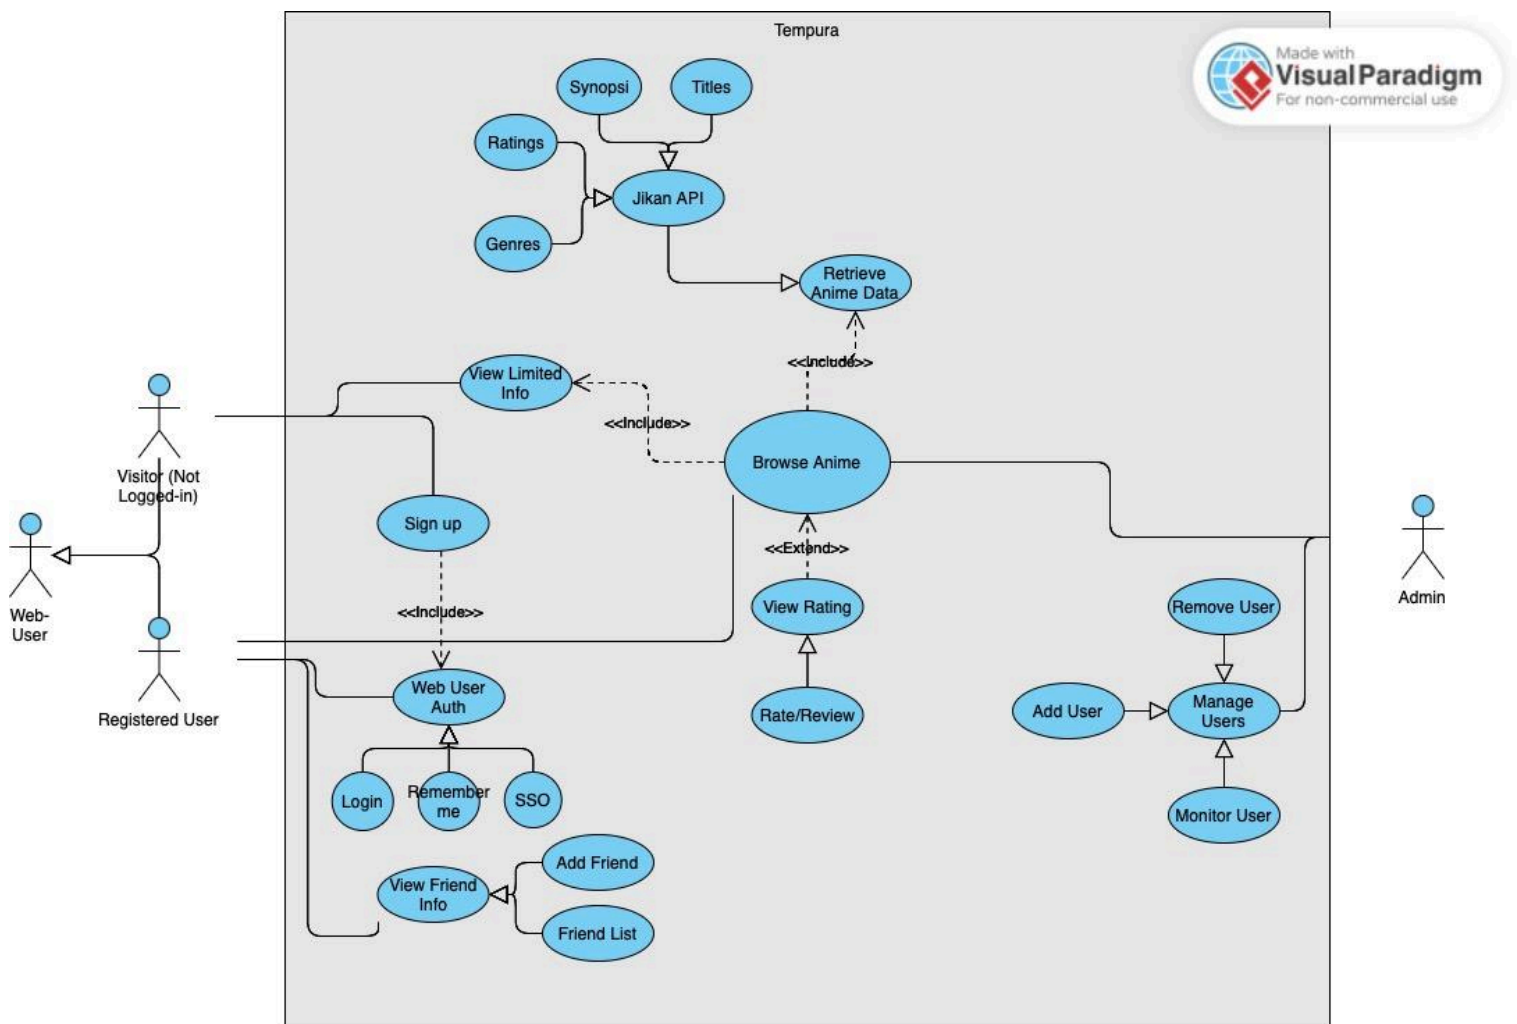 Tempura
Made with
VisualParadigm
For non-commercial use
Synopsi
Titles
Ratings
Jikan API
Genres
Retrieve
Anime Data
<<Include>>
View Limited
Info
<<Include>>
Browse Anime
Visitor (Not
Logged-in)
Sign up
<<Extend>>
Web-
User
<<Include>>
View Rating
Remove User
Admin
Registered User
Web User
Auth
Rate/Review
Add User
Manage
Users
Login
Remember
me
SSO
Monitor User
View Friend
Info
Add Friend
Friend List